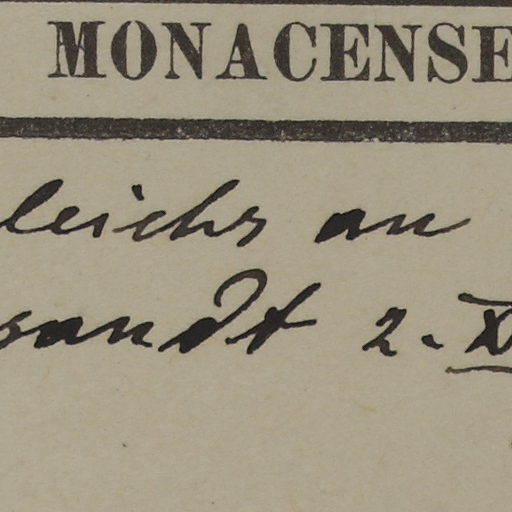 MONACENSE
leichs an
sandt 2. X